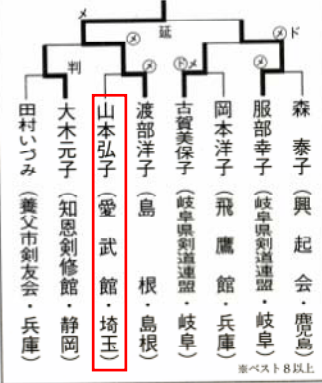 メ
延
メ
メ ド
判
メ
ド メ
メ
森 泰子（興起会・鹿児島）
服部幸子（岐阜県剣道連盟・岐阜）
岡本洋子（飛鷹館・兵庫）
古賀美保子（岐阜県剣道連盟・岐阜）
渡部洋子（島根・島根）
山本弘子（愛武館・埼玉）
大木元子（知恩剣修館・静岡）
田村いづみ（養父市剣友会・兵庫）
※ベスト８以上